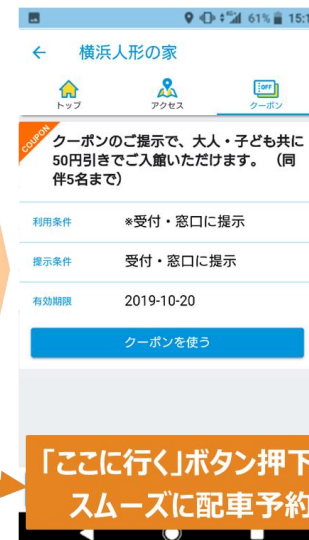 61% 15:1
横浜人形の家
トップ
アクセス
OFF
クーポン
COUPON
クーポンのご提示で、大人・子ども共に
50円引きでご入館いただけます。（同
伴5名まで）
利用条件 *受付・窓口に提示
提示条件 受付・窓口に提示
有効期限 2019-10-20
クーポンを使う
「ここに行く」ボタン押下
スムーズに配車予約